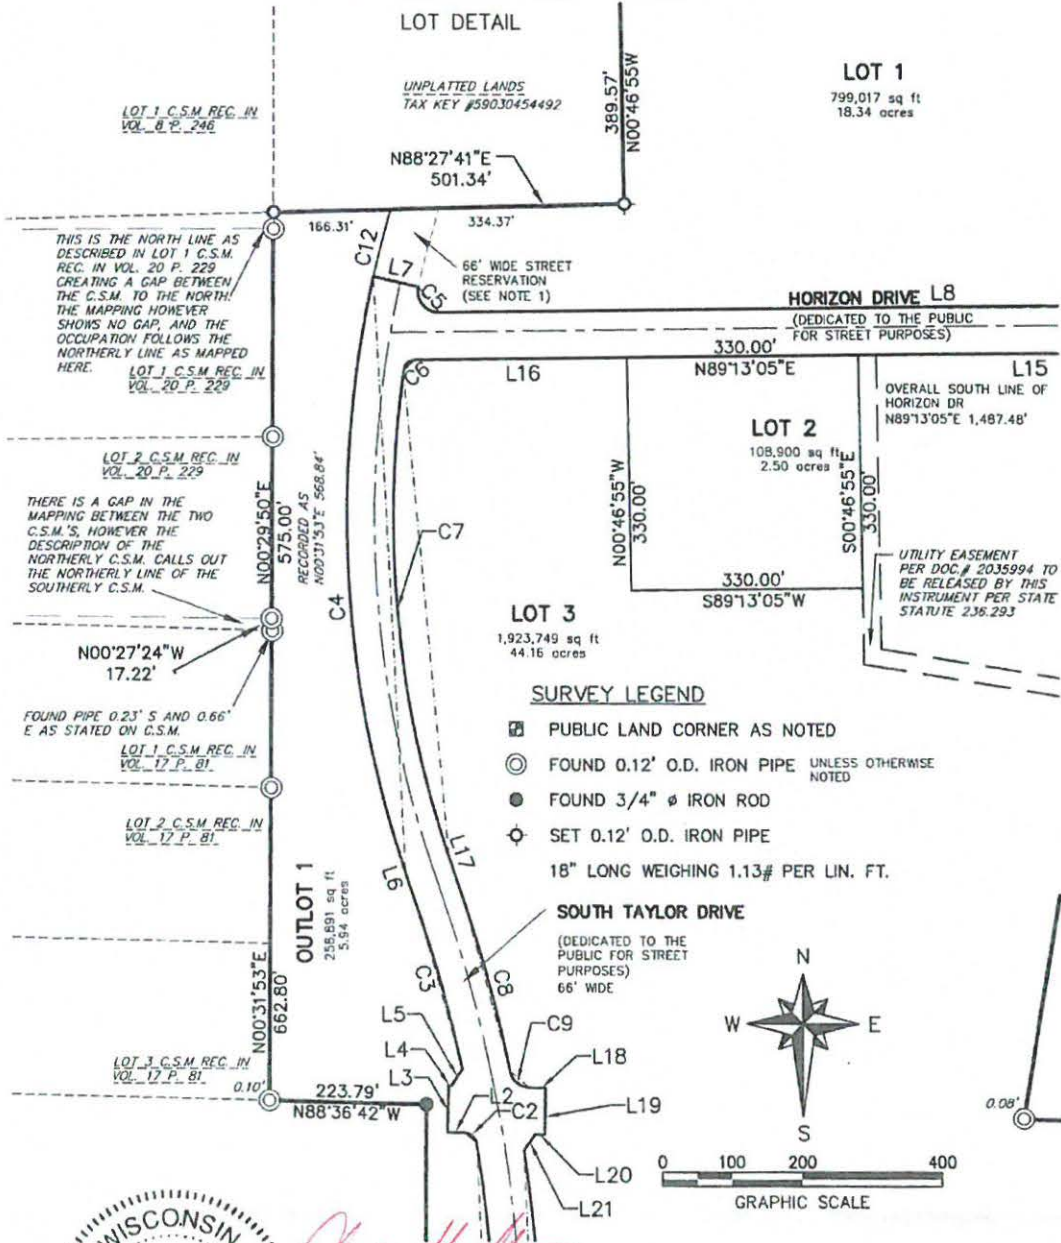 LOT DETAIL
UNPLATTED LANDS
TAX KEY #59030454492
389.57'
N00°46'55W
LOT 1
799,017 sq ft
18.34 acres
LOT 1 C.S.M REC. IN
VOL. 8 P. 246
N88°27'41"E
501.34'
166.31'
334.37'
THIS IS THE NORTH LINE AS
DESCRIBED IN LOT 1 C.S.M.
REC. IN VOL. 20 P. 229
CREATING A GAP BETWEEN
THE C.S.M. TO THE NORTH.
THE MAPPING HOWEVER
SHOWS NO GAP, AND THE
OCCUPATION FOLLOWS THE
NORTHERLY LINE AS MAPPED
HERE.
C12
L7
C5
66' WIDE STREET
RESERVATION
(SEE NOTE 1)
HORIZON DRIVE L8
(DEDICATED TO THE PUBLIC
FOR STREET PURPOSES)
LOT 1 C.S.M REC. IN
VOL. 20 P. 229
C6
L16
330.00'
N89°13'05"E
L15
OVERALL SOUTH LINE OF
HORIZON DR
N89°13'05"E 1,487.48'
LOT 2
108,900 sq ft
2.50 acres
LOT 2 C.S.M REC. IN
VOL. 20 P. 229
N00°46'55"W
330.00'
S00°46'55"E
330.00'
THERE IS A GAP IN THE
MAPPING BETWEEN THE TWO
C.S.M.'S, HOWEVER THE
DESCRIPTION OF THE
NORTHERLY C.S.M. CALLS OUT
THE NORTHERLY LINE OF THE
SOUTHERLY C.S.M.
N00°29'50"E
575.00'
RECORDED AS
N00°31'53"E 568.84'
C7
C4
UTILITY EASEMENT
PER DOC.# 2035994 TO
BE RELEASED BY THIS
INSTRUMENT PER STATE
STATUTE 236.293
330.00'
S89°13'05"W
LOT 3
1,923,749 sq ft
44.16 acres
N00°27'24"W
17.22'
FOUND PIPE 0.23' S AND 0.66'
E AS STATED ON C.S.M.
LOT 1 C.S.M REC. IN
VOL. 17 P. 81
LOT 2 C.S.M REC. IN
VOL. 17 P. 81
SURVEY LEGEND
PUBLIC LAND CORNER AS NOTED
FOUND 0.12' O.D. IRON PIPE UNLESS OTHERWISE
NOTED
FOUND 3/4" ø IRON ROD
SET 0.12' O.D. IRON PIPE
18" LONG WEIGHING 1.13# PER LIN. FT.
L17
L6
OUTLOT 1
258,891 sq ft
5.94 acres
SOUTH TAYLOR DRIVE
(DEDICATED TO THE
PUBLIC FOR STREET
PURPOSES)
66' WIDE
N00°31'53"E
662.80'
C3
C8
C9
L5
L4
L3
L18
N
W
E
S
LOT 3 C.S.M REC. IN
VOL. 17 P. 81
0.10'
223.79'
N88°36'42"W
L2
C2
L19
L20
L21
0.08'
0 100 200 400
GRAPHIC SCALE
WISCONSIN